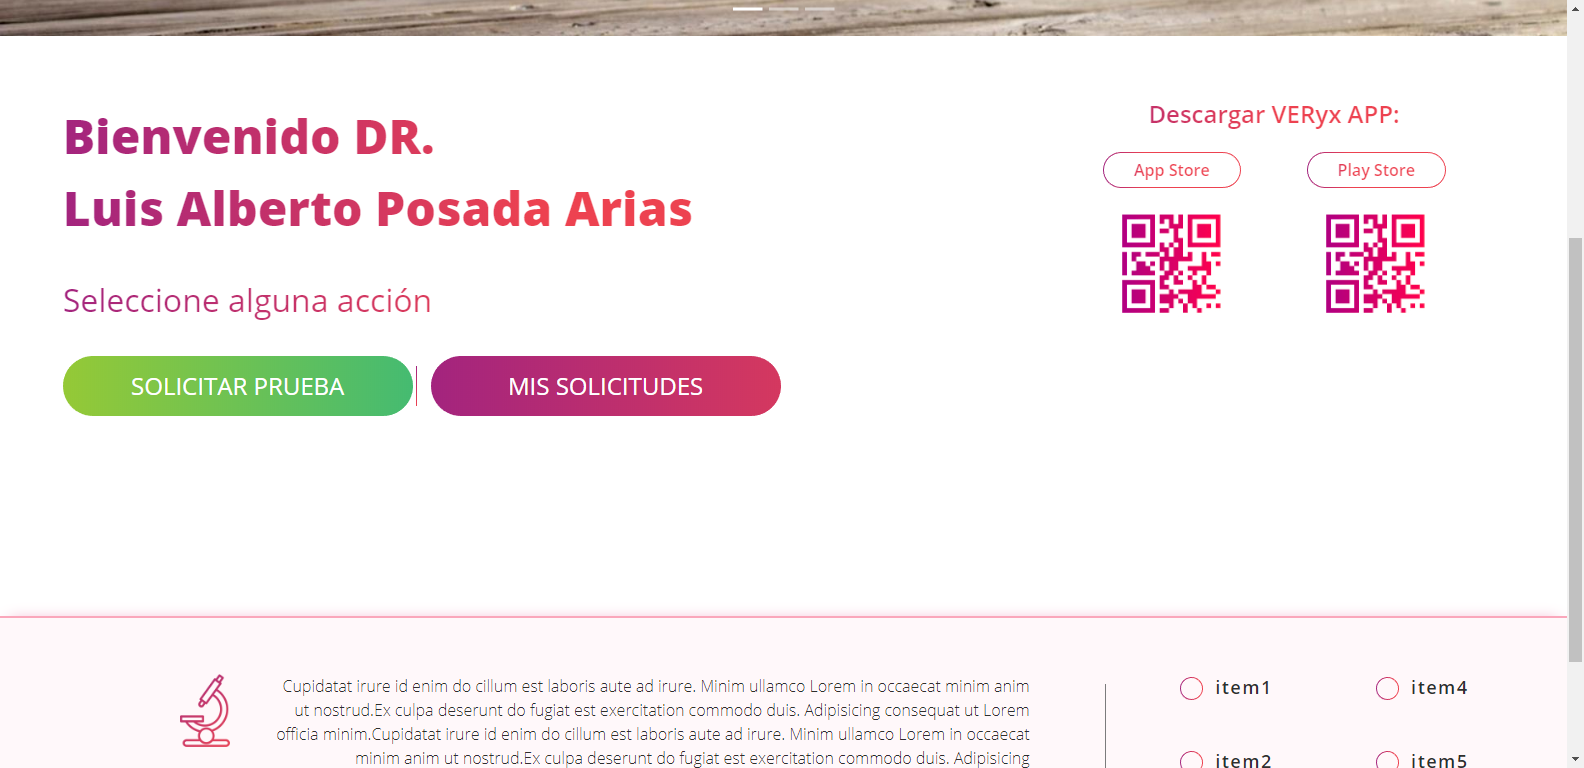 Bienvenido DR.
Luis Alberto Posada Arias
Seleccione alguna acción
SOLICITAR PRUEBA
MIS SOLICITUDES
Descargar VERyx APP:
App Store
Play Store
Cupidatat irure id enim do cillum est laboris aute ad irure. Minim ullamco Lorem in occaecat minim anim
ut nostrud.Ex culpa deserunt do fugiat est exercitation commodo duis. Adipisicing consequat ut Lorem
officia minim.Cupidatat irure id enim do cillum est laboris aute ad irure. Minim ullamco Lorem in occaecat
minim anim ut nostrud.Ex culpa deserunt do fugiat est exercitation commodo duis. Adipisicing
item1
item4
item2
item5